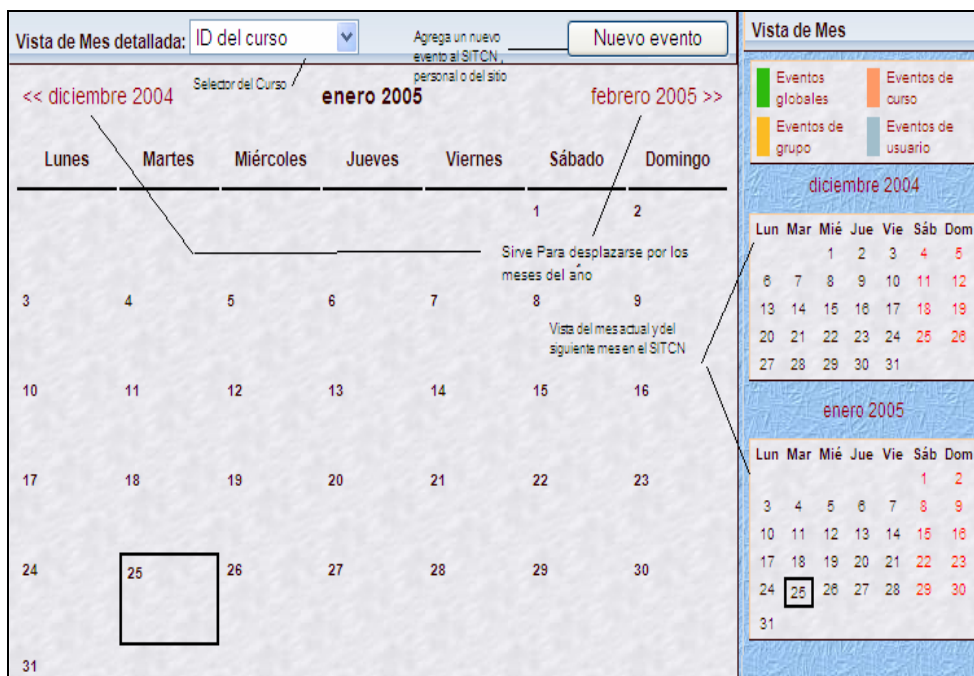 Vista de Mes detallada: ID del curso
Agrega un nuevo
evento al SITCN ,
personal o del sitio
Nuevo evento
Selector del Curso
<< diciembre 2004 enero 2005 febrero 2005 >>
Lunes Martes Miércoles Jueves Viernes Sábado Domingo
1 2
Sirve Para desplazarse por los
meses del año
3 4 5 6 7 8 9
Vista del mes actual y del
siguiente mes en el SITCN
10 11 12 13 14 15 16
17 18 19 20 21 22 23
24 25 26 27 28 29 30
31
Vista de Mes
Eventos
globales
Eventos de
curso
Eventos de
grupo
Eventos de
usuario
diciembre 2004
Lun Mar Mié Jue Vie Sáb Dom
1 2 3 4 5
6 7 8 9 10 11 12
13 14 15 16 17 18 19
20 21 22 23 24 25 26
27 28 29 30 31
enero 2005
Lun Mar Mié Jue Vie Sáb Dom
1 2
3 4 5 6 7 8 9
10 11 12 13 14 15 16
17 18 19 20 21 22 23
24 25 26 27 28 29 30
31